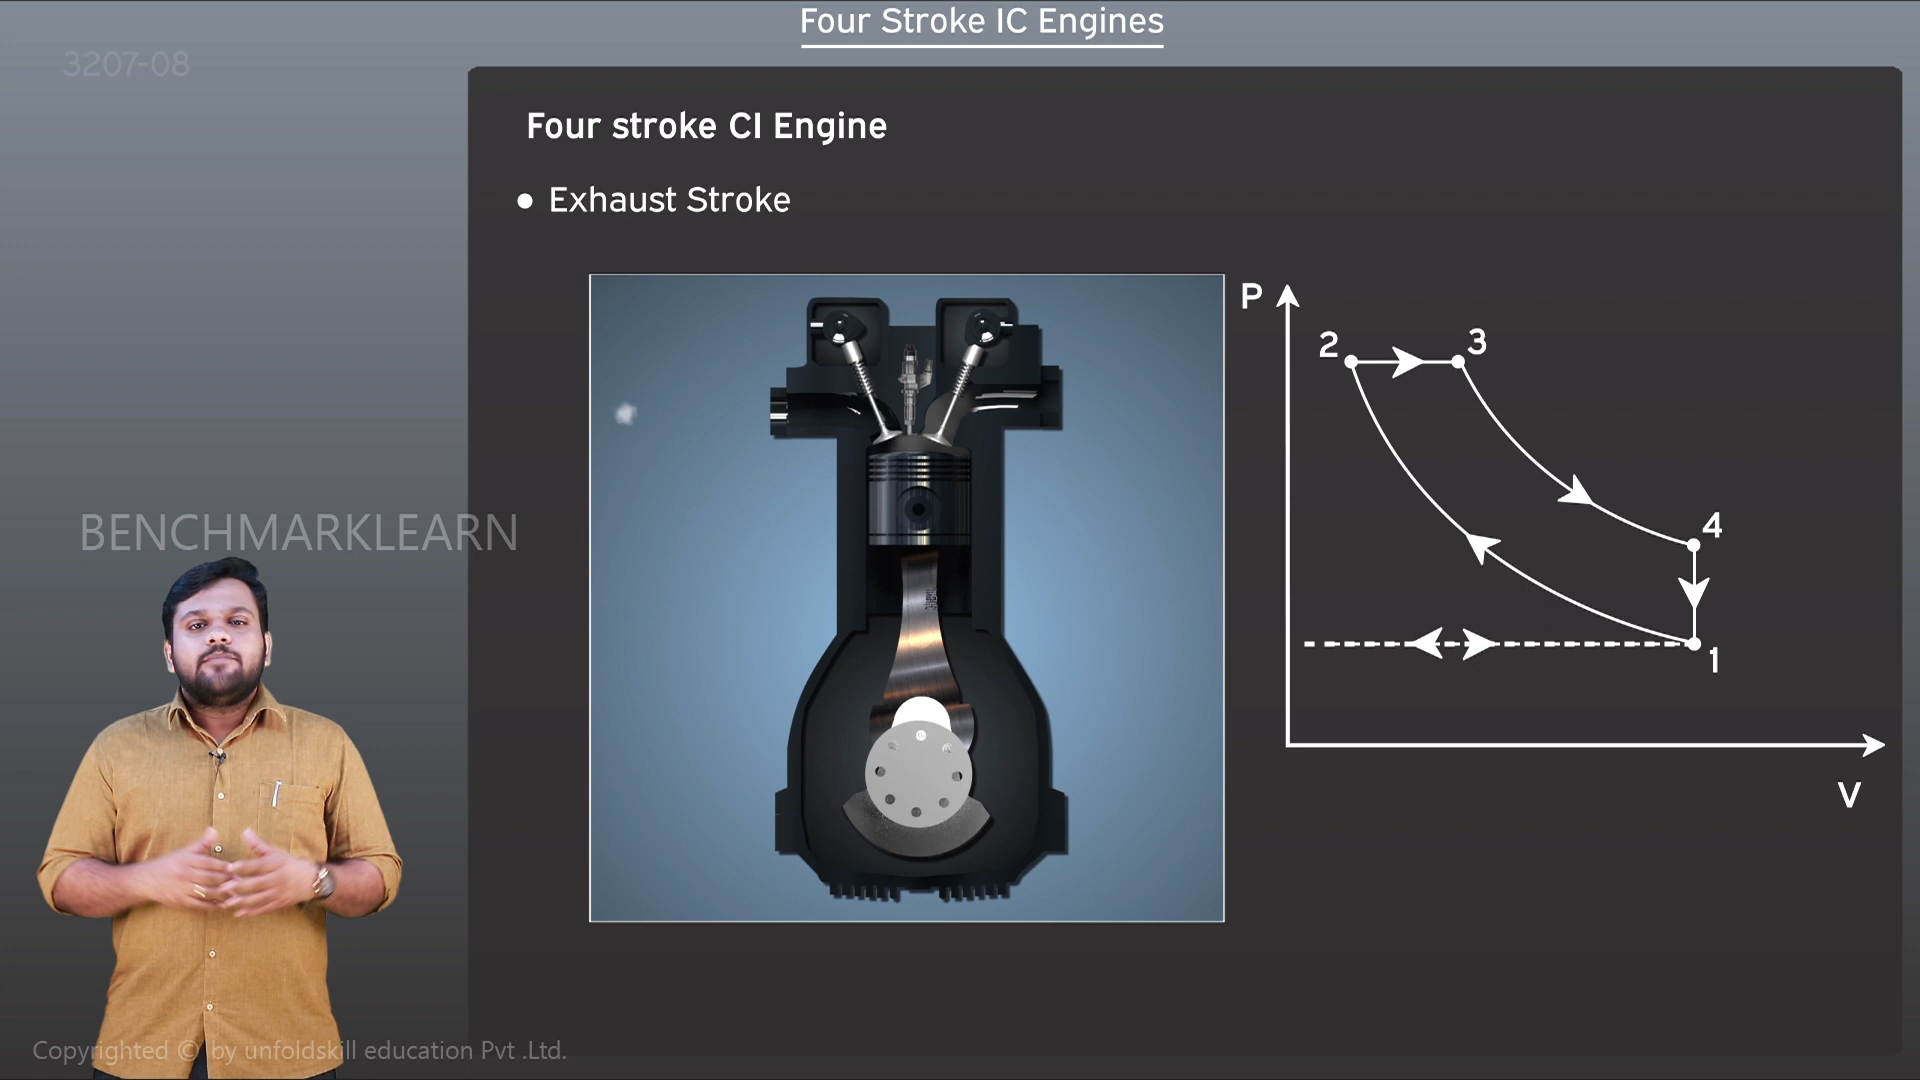 Four Stroke IC Engines
3207-08
Four stroke CI Engine
● Exhaust Stroke
P
2
3
4
1
V
BENCHMARKLEARN
Copyrighted © by unfoldskill education Pvt .Ltd.